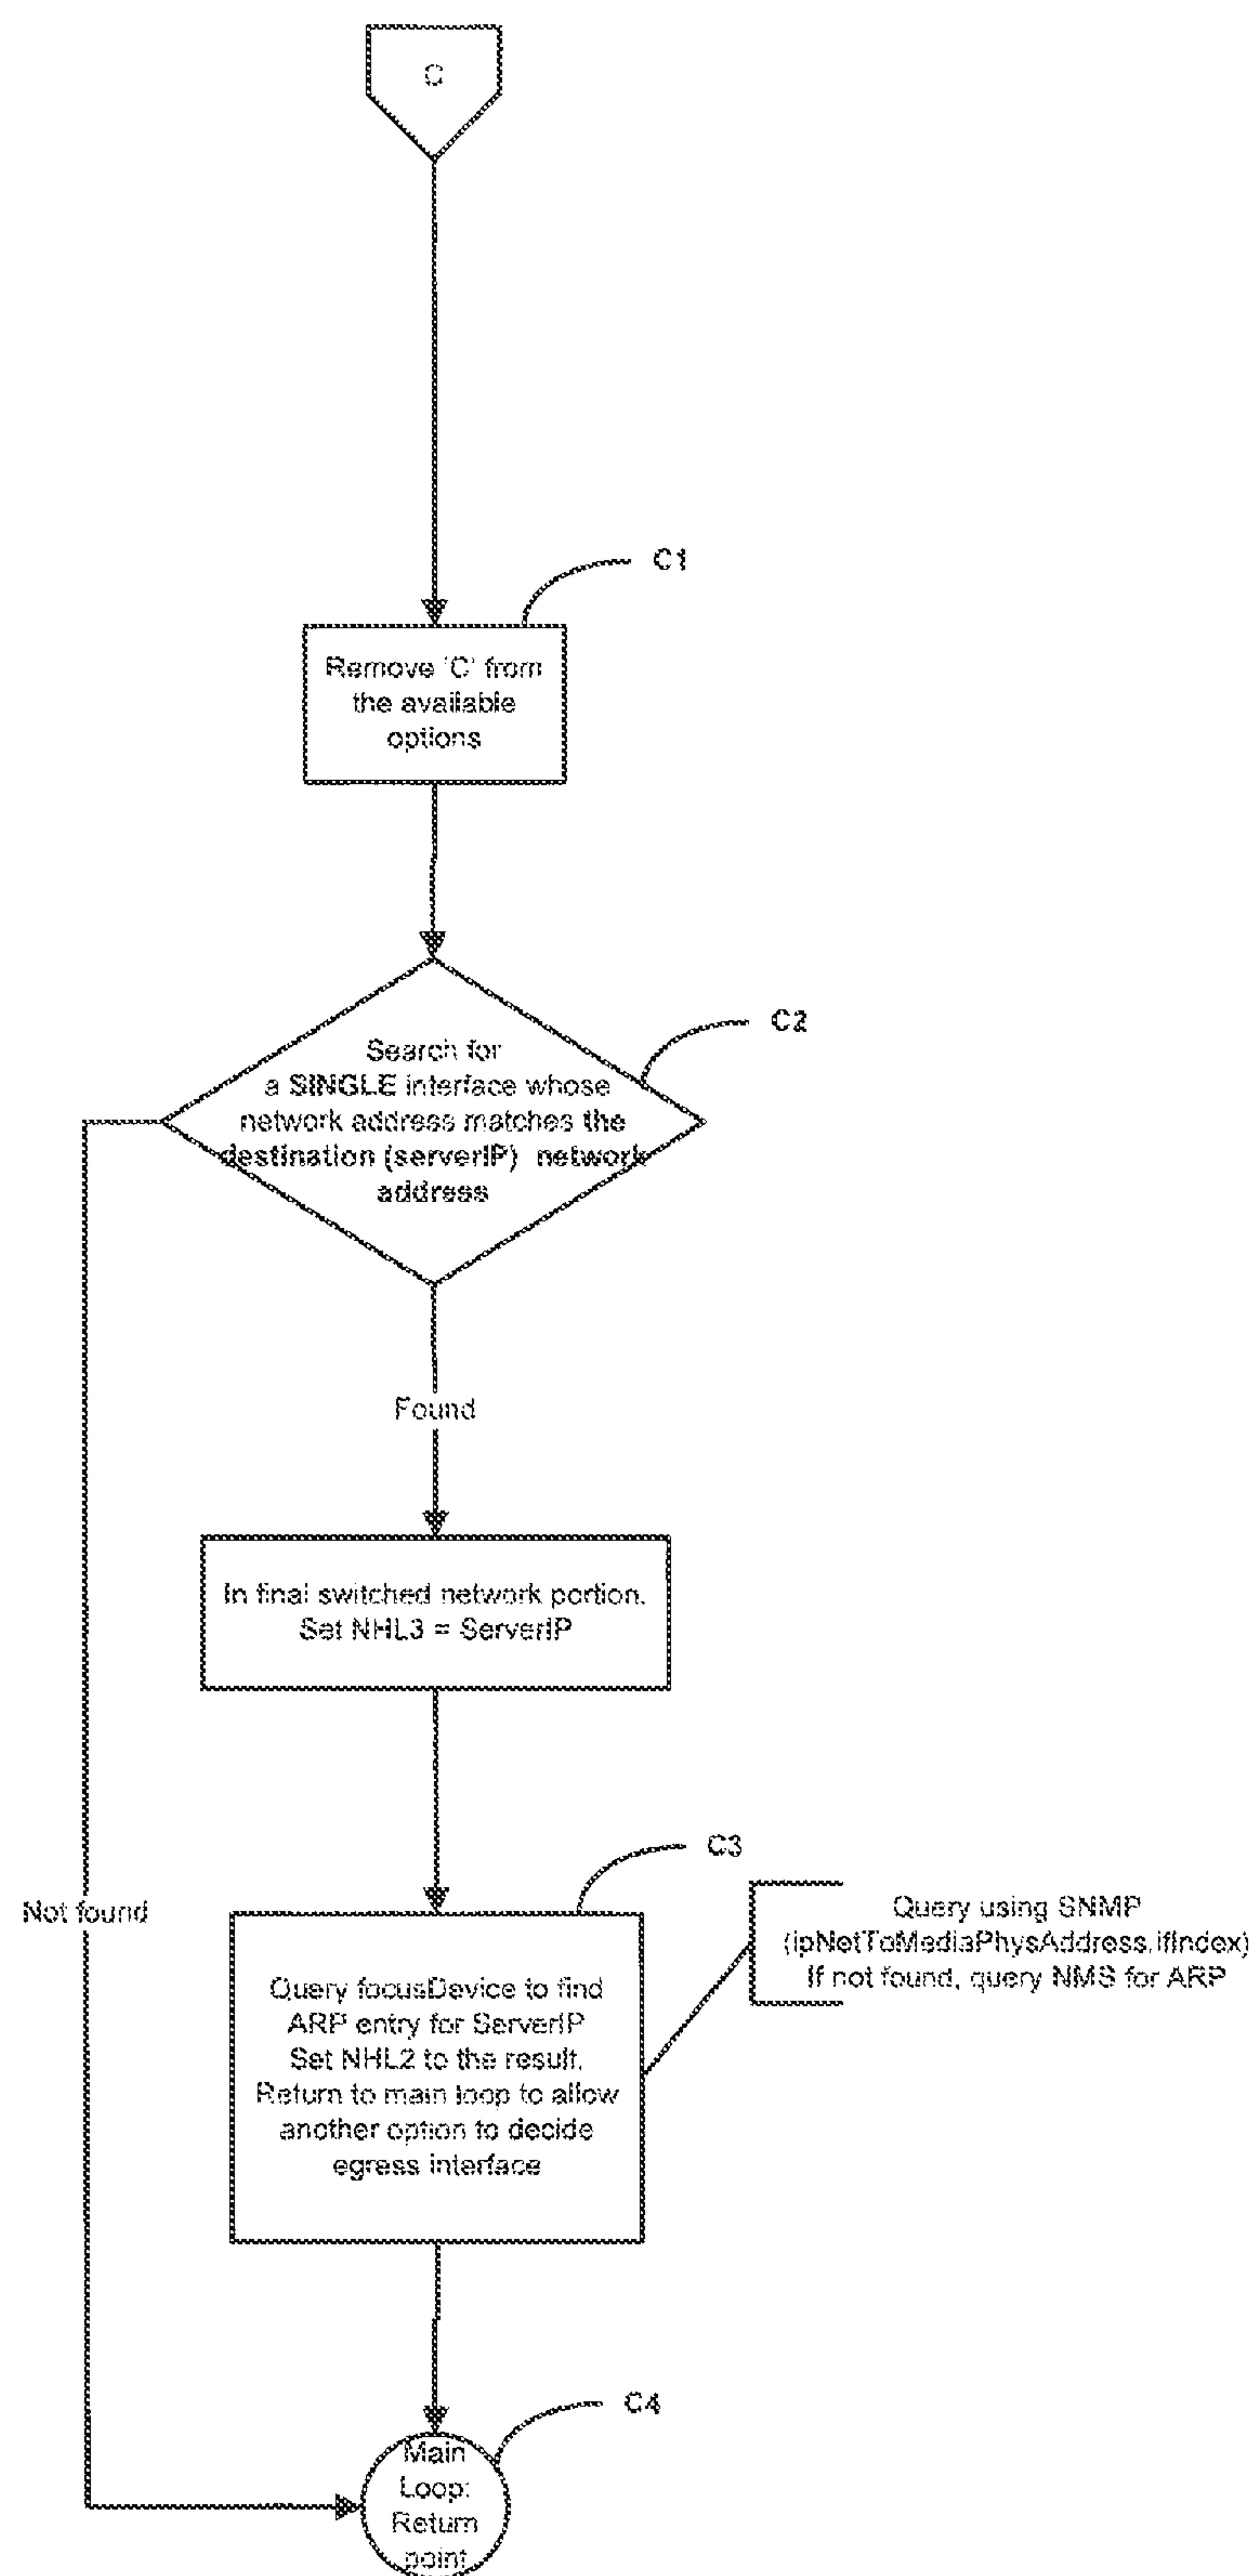 C
C1
Remove 'C' from
the available
options
C2
Search for
a SINGLE interface whose
network address matches the
destination (serverIP) network
address
Found
In final switched network portion.
Set NHL3 = ServerIP
C3
Not found
Query using SNMP
(ipNetToMediaPhysAddress.ifIndex)
If not found, query NMS for ARP
Query focusDevice to find
ARP entry for ServerIP
Set NHL2 to the result.
Return to main loop to allow
another option to decide
egress interface
C4
Main
Loop:
Return
point